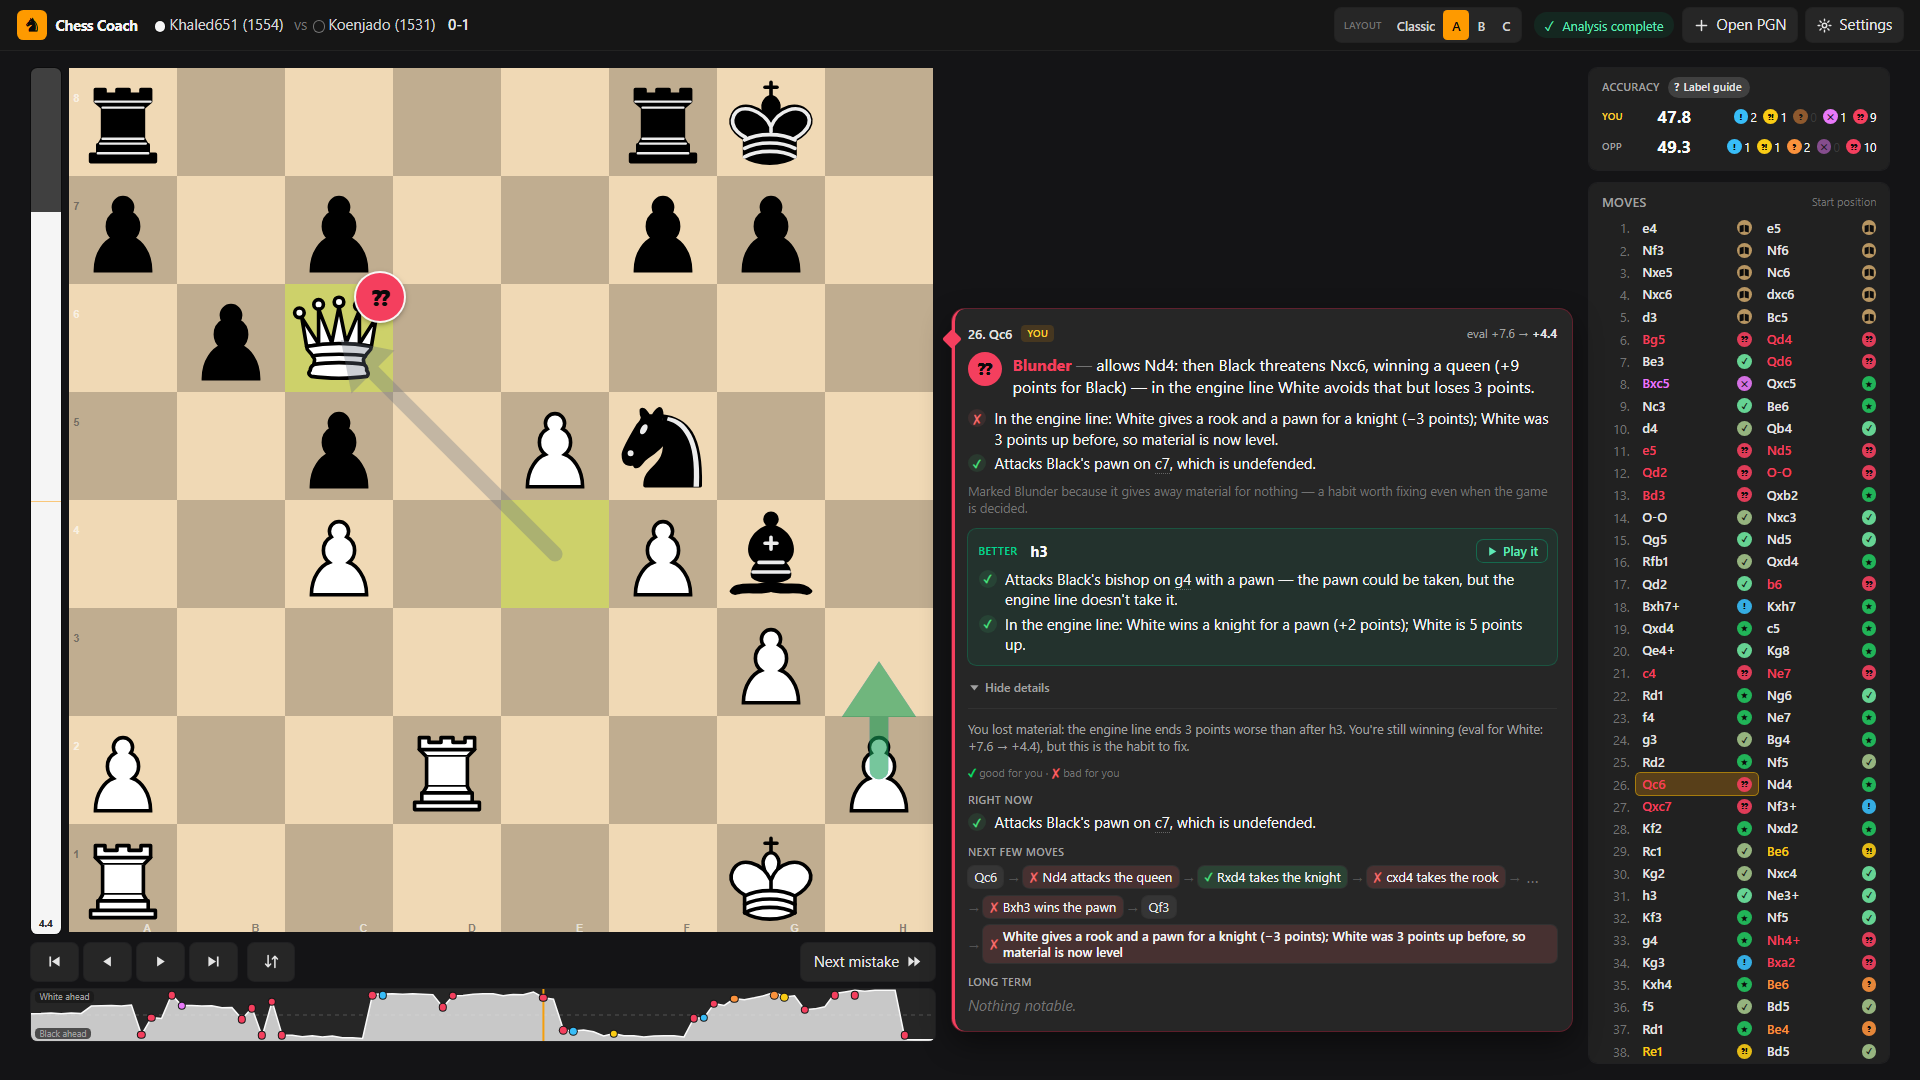 Chess Coach
Khaled651 (1554) vs Koenjado (1531) 0-1
LAYOUT Classic A B C
✓ Analysis complete
+ Open PGN
Settings
8
7
6
5
4
3
2
1
A B C D E F G H
??
4.4
Next mistake
White ahead
Black ahead
26. Qc6 YOU eval +7.6 → +4.4
?? Blunder — allows Nd4: then Black threatens Nxc6, winning a queen (+9
points for Black) — in the engine line White avoids that but loses 3 points.
✗ In the engine line: White gives a rook and a pawn for a knight (−3 points); White was
3 points up before, so material is now level.
✓ Attacks Black's pawn on c7, which is undefended.
Marked Blunder because it gives away material for nothing — a habit worth fixing even when the game
is decided.
BETTER h3 Play it
✓ Attacks Black's bishop on g4 with a pawn — the pawn could be taken, but the
engine line doesn't take it.
✓ In the engine line: White wins a knight for a pawn (+2 points); White is 5 points
up.
Hide details
You lost material: the engine line ends 3 points worse than after h3. You're still winning (eval for White:
+7.6 → +4.4), but this is the habit to fix.
✓ good for you · ✗ bad for you
RIGHT NOW
✓ Attacks Black's pawn on c7, which is undefended.
NEXT FEW MOVES
Qc6 → ✗ Nd4 attacks the queen → ✓ Rxd4 takes the knight → ✗ cxd4 takes the rook → …
→ ✗ Bxh3 wins the pawn → Qf3
→ ✗ White gives a rook and a pawn for a knight (−3 points); White was 3 points up before, so
material is now level
LONG TERM
Nothing notable.
ACCURACY ? Label guide
YOU 47.8 ! 2 ?! 1 ? 0 ✕ 1 ?? 9
OPP 49.3 ! 1 ?! 1 ? 2 ✕ 0 ?? 10
MOVES Start position
1. e4 e5
2. Nf3 Nf6
3. Nxe5 Nc6
4. Nxc6 dxc6
5. d3 Bc5
6. Bg5 ?? Qd4 ??
7. Be3 ✓ Qd6 ??
8. Bxc5 ✕ Qxc5 ★
9. Nc3 ✓ Be6 ★
10. d4 ✓ Qb4 ✓
11. e5 ?? Nd5 ??
12. Qd2 ?? O-O ??
13. Bd3 ?? Qxb2 ★
14. O-O ✓ Nxc3 ✓
15. Qg5 ✓ Nd5 ✓
16. Rfb1 ✓ Qxd4 ★
17. Qd2 ✓ b6 ??
18. Bxh7+ ! Kxh7 ★
19. Qxd4 ★ c5 ★
20. Qe4+ ✓ Kg8 ★
21. c4 ?? Ne7 ??
22. Rd1 ★ Ng6 ✓
23. f4 ★ Ne7 ★
24. g3 ✓ Bg4 ★
25. Rd2 ★ Nf5 ✓
26. Qc6 ?? Nd4 ★
27. Qxc7 ?? Nf3+ !
28. Kf2 ★ Nxd2 ★
29. Rc1 ✓ Be6 ?!
30. Kg2 ✓ Nxc4 ✓
31. h3 ✓ Ne3+ ✓
32. Kf3 ★ Nf5 ✓
33. g4 ★ Nh4+ ??
34. Kg3 ! Bxa2 ??
35. Kxh4 ★ Be6 ?
36. f5 ✓ Bd5 ✓
37. Rd1 ★ Be4 ?
38. Re1 ?! Bd5 ✓